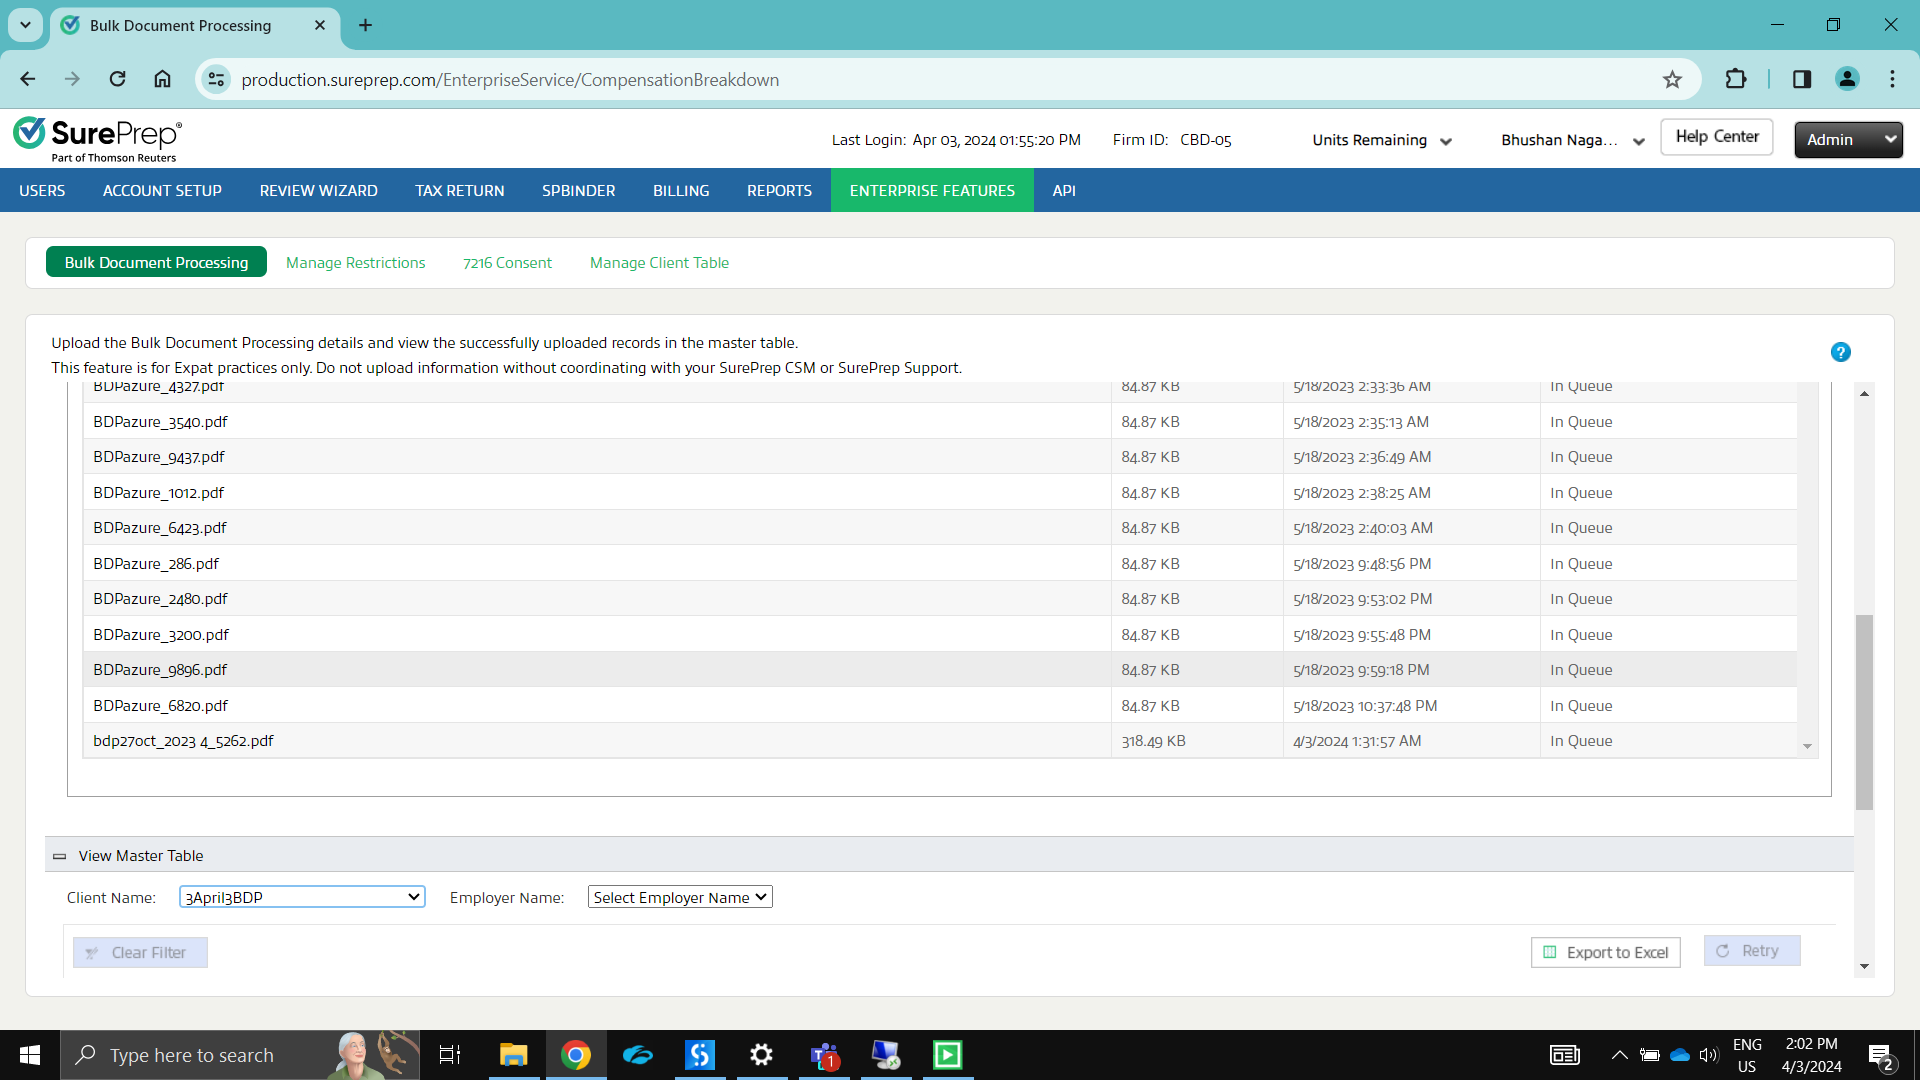 Bulk Document Processing
production.sureprep.com/EnterpriseService/CompensationBreakdown
SurePrep®
Part of Thomson Reuters
Last Login: Apr 03, 2024 01:55:20 PM
Firm ID: CBD-05
Units Remaining
Bhushan Naga...
Help Center
Admin
USERS ACCOUNT SETUP REVIEW WIZARD TAX RETURN SPBINDER BILLING REPORTS ENTERPRISE FEATURES API
Bulk Document Processing Manage Restrictions 7216 Consent Manage Client Table
Upload the Bulk Document Processing details and view the successfully uploaded records in the master table.
?
This feature is for Expat practices only. Do not upload information without coordinating with your SurePrep CSM or SurePrep Support.
BDPazure_4327.pdf 84.87 KB 5/18/2023 2:33:36 AM In Queue
BDPazure_3540.pdf 84.87 KB 5/18/2023 2:35:13 AM In Queue
BDPazure_9437.pdf 84.87 KB 5/18/2023 2:36:49 AM In Queue
BDPazure_1012.pdf 84.87 KB 5/18/2023 2:38:25 AM In Queue
BDPazure_6423.pdf 84.87 KB 5/18/2023 2:40:03 AM In Queue
BDPazure_286.pdf 84.87 KB 5/18/2023 9:48:56 PM In Queue
BDPazure_2480.pdf 84.87 KB 5/18/2023 9:53:02 PM In Queue
BDPazure_3200.pdf 84.87 KB 5/18/2023 9:55:48 PM In Queue
BDPazure_9896.pdf 84.87 KB 5/18/2023 9:59:18 PM In Queue
BDPazure_6820.pdf 84.87 KB 5/18/2023 10:37:48 PM In Queue
bdp27oct_2023 4_5262.pdf 318.49 KB 4/3/2024 1:31:57 AM In Queue
View Master Table
Client Name: 3April3BDP Employer Name: Select Employer Name
Clear Filter Export to Excel Retry
Type here to search
1
ENG
US
2:02 PM
4/3/2024
2